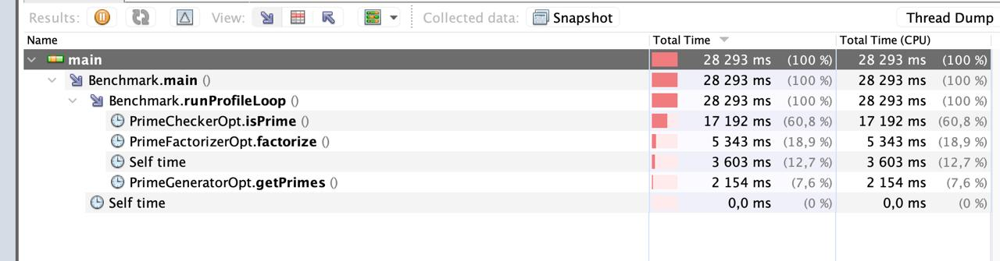 Results: View: Collected data: Snapshot Thread Dump
Name Total Time Total Time (CPU)
main 28 293 ms (100 %) 28 293 ms (100 %)
Benchmark.main () 28 293 ms (100 %) 28 293 ms (100 %)
Benchmark.runProfileLoop () 28 293 ms (100 %) 28 293 ms (100 %)
PrimeCheckerOpt.isPrime () 17 192 ms (60,8 %) 17 192 ms (60,8 %)
PrimeFactorizerOpt.factorize () 5 343 ms (18,9 %) 5 343 ms (18,9 %)
Self time 3 603 ms (12,7 %) 3 603 ms (12,7 %)
PrimeGeneratorOpt.getPrimes () 2 154 ms (7,6 %) 2 154 ms (7,6 %)
Self time 0,0 ms (0 %) 0,0 ms (0 %)